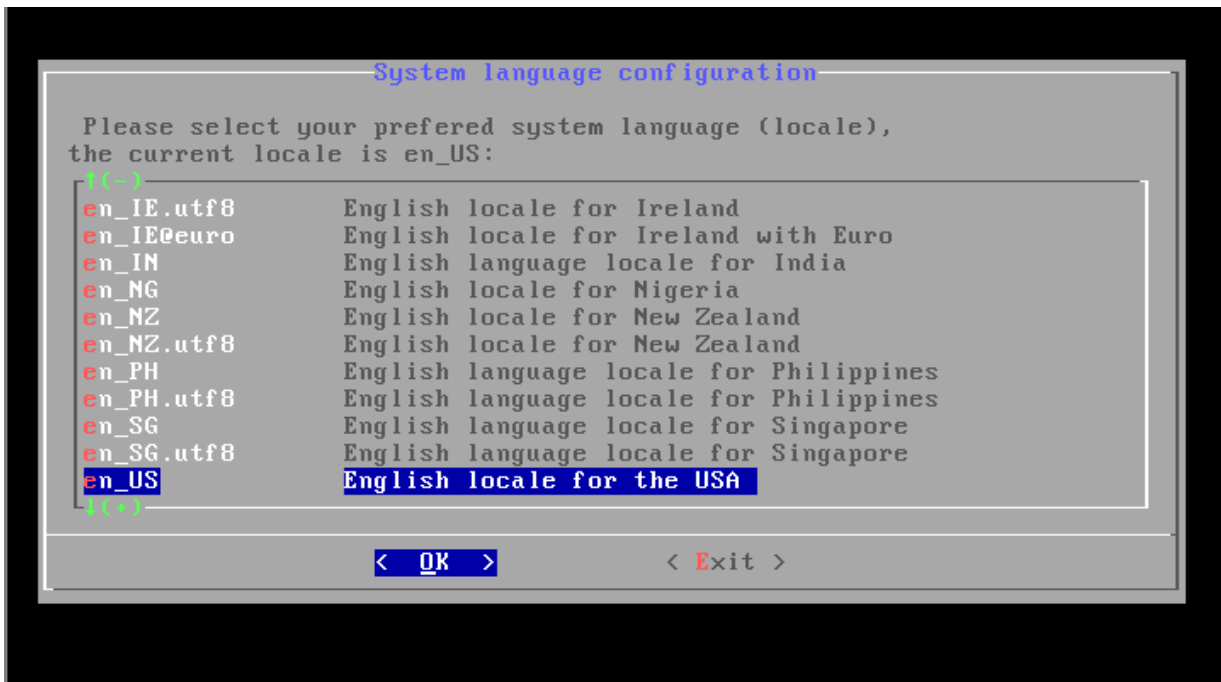 System language configuration
Please select your prefered system language (locale),
the current locale is en_US:
↑(-)
en_IE.utf8 English locale for Ireland
en_IE@euro English locale for Ireland with Euro
en_IN English language locale for India
en_NG English locale for Nigeria
en_NZ English locale for New Zealand
en_NZ.utf8 English locale for New Zealand
en_PH English language locale for Philippines
en_PH.utf8 English language locale for Philippines
en_SG English language locale for Singapore
en_SG.utf8 English language locale for Singapore
en_US English locale for the USA
↓(+)
< OK > < Exit >